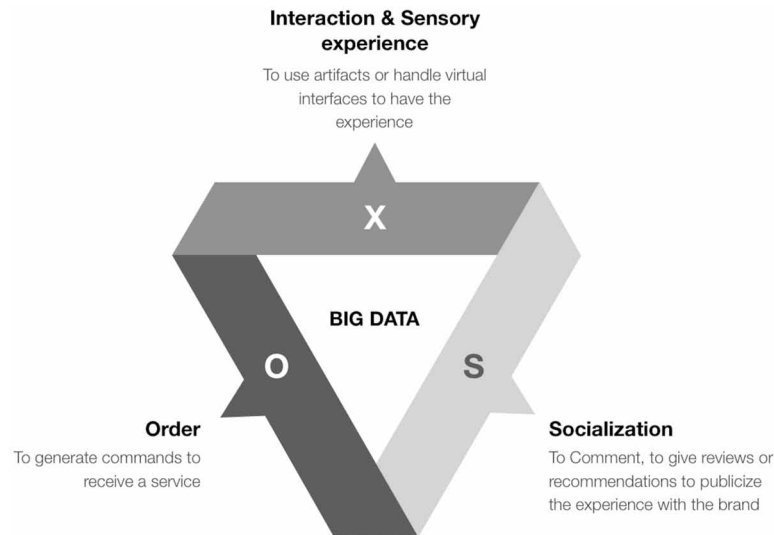 Interaction & Sensory
experience
To use artifacts or handle virtual
interfaces to have the
experience
X
BIG DATA
O
S
Order
To generate commands to
receive a service
Socialization
To Comment, to give reviews or
recommendations to publicize
the experience with the brand